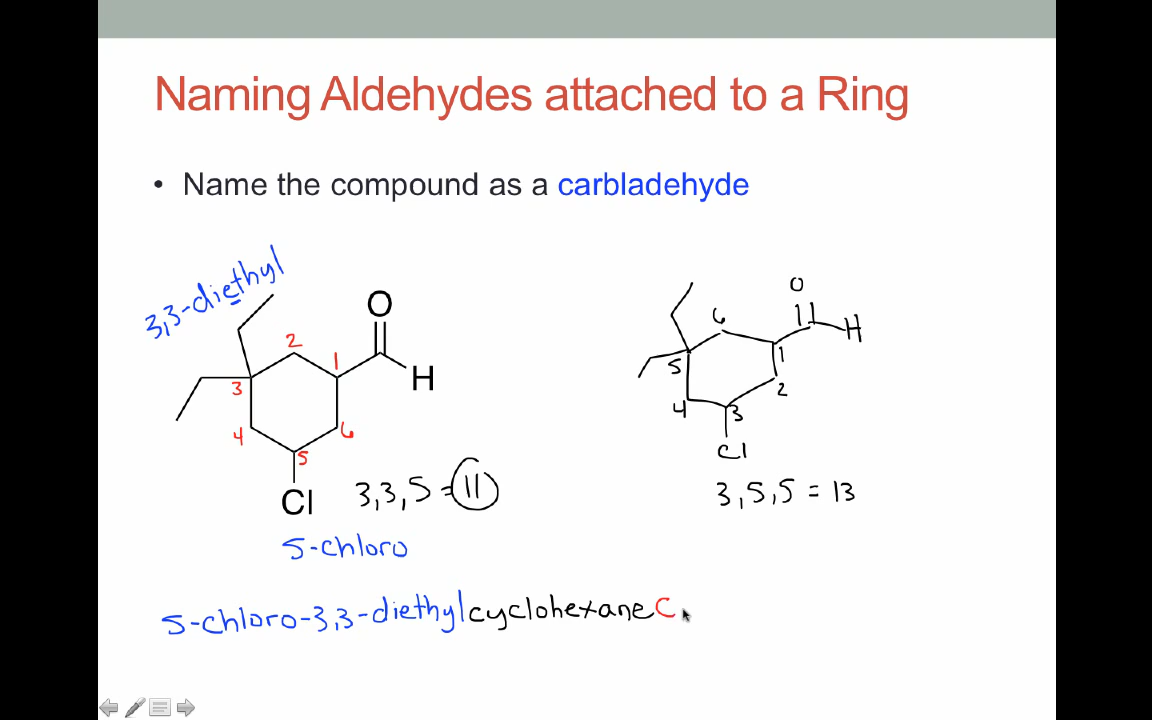 Naming Aldehydes attached to a Ring
• Name the compound as a carbladehyde
3,3-diethyl
O
H
1
2
3
4
5
6
Cl
3,3,5 = 11
5-chloro
O
H
6
1
5
2
4
3
Cl
3,5,5 = 13
5-chloro-3,3-diethylcyclohexanec